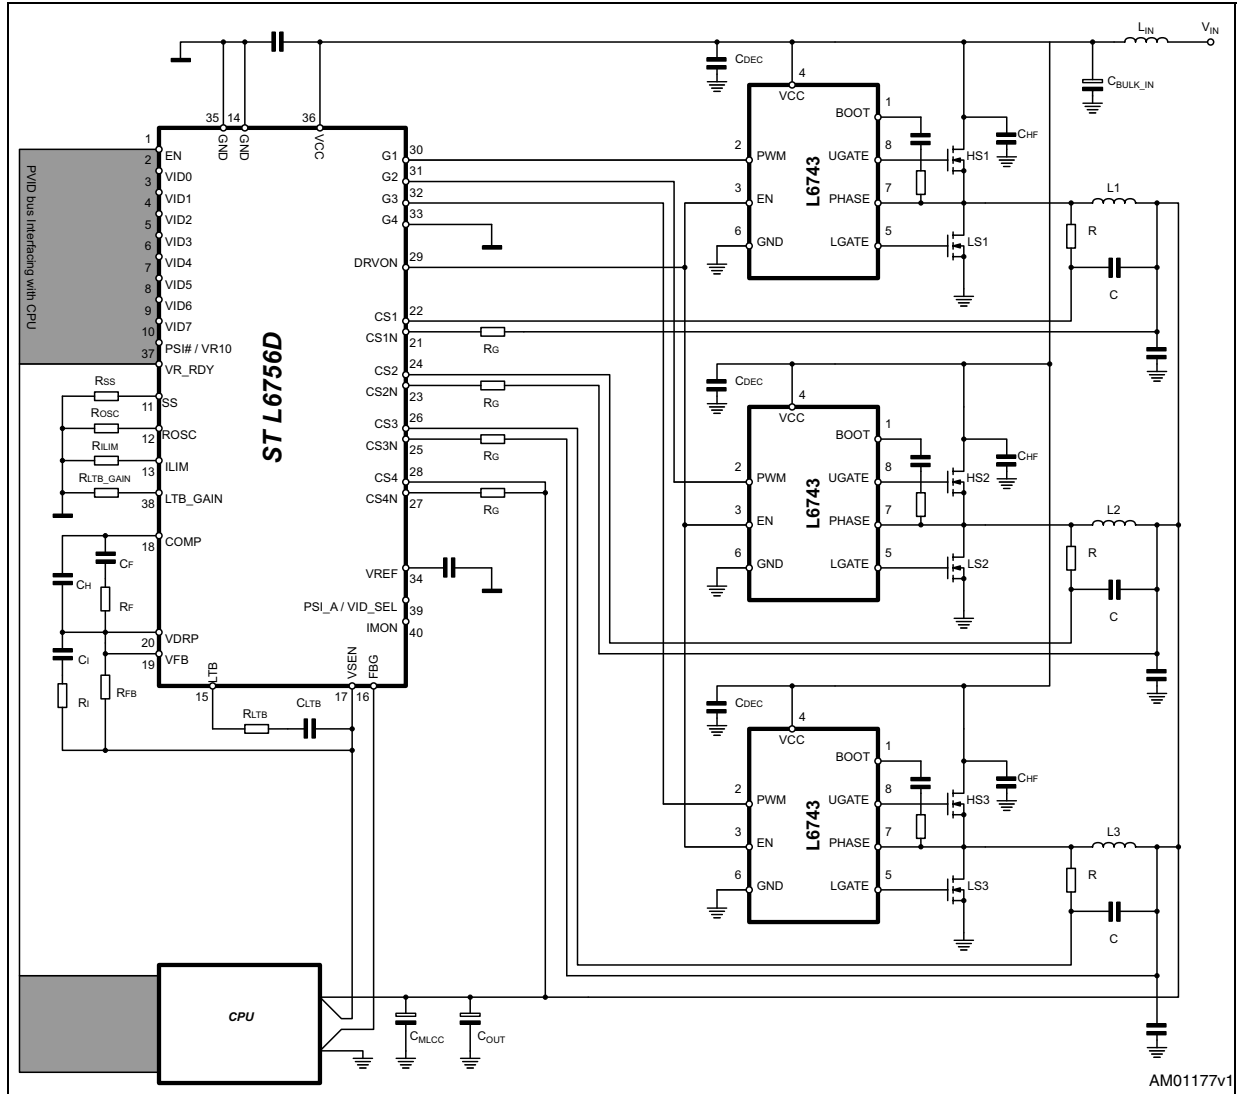 LIN
VIN
CDEC
CBULK_IN
4
VCC
1
BOOT
CHF
2
PWM
8
UGATE
HS1
3
EN
7
PHASE
L1
6
GND
5
LGATE
LS1
R
C
L6743
35
14
36
GND
GND
VCC
PVID bus Interfacing with CPU
1
EN
2
VID0
3
VID1
4
VID2
5
VID3
6
VID4
7
VID5
8
VID6
9
VID7
10
PSI# / VR10
37
VR_RDY
RSS
11
SS
ROSC
12
ROSC
RILIM
13
ILIM
RLTB_GAIN
38
LTB_GAIN
18
COMP
CF
CH
RF
20
VDRP
CI
19
VFB
RI
RFB
ST L6756D
G1
30
G2
31
G3
32
G4
33
DRVON
29
CS1
22
CS1N
21
RG
CS2
24
CS2N
23
RG
CS3
26
CS3N
25
RG
CS4
28
CS4N
27
RG
VREF
34
PSI_A / VID_SEL
39
IMON
40
LTB
15
VSEN
17
FBG
16
RLTB
CLTB
CDEC
4
VCC
1
BOOT
CHF
2
PWM
8
UGATE
HS2
3
EN
7
PHASE
L2
6
GND
5
LGATE
LS2
R
C
L6743
CDEC
4
VCC
1
BOOT
CHF
2
PWM
8
UGATE
HS3
3
EN
7
PHASE
L3
6
GND
5
LGATE
LS3
R
C
L6743
CPU
CMLCC
COUT
AM01177v1